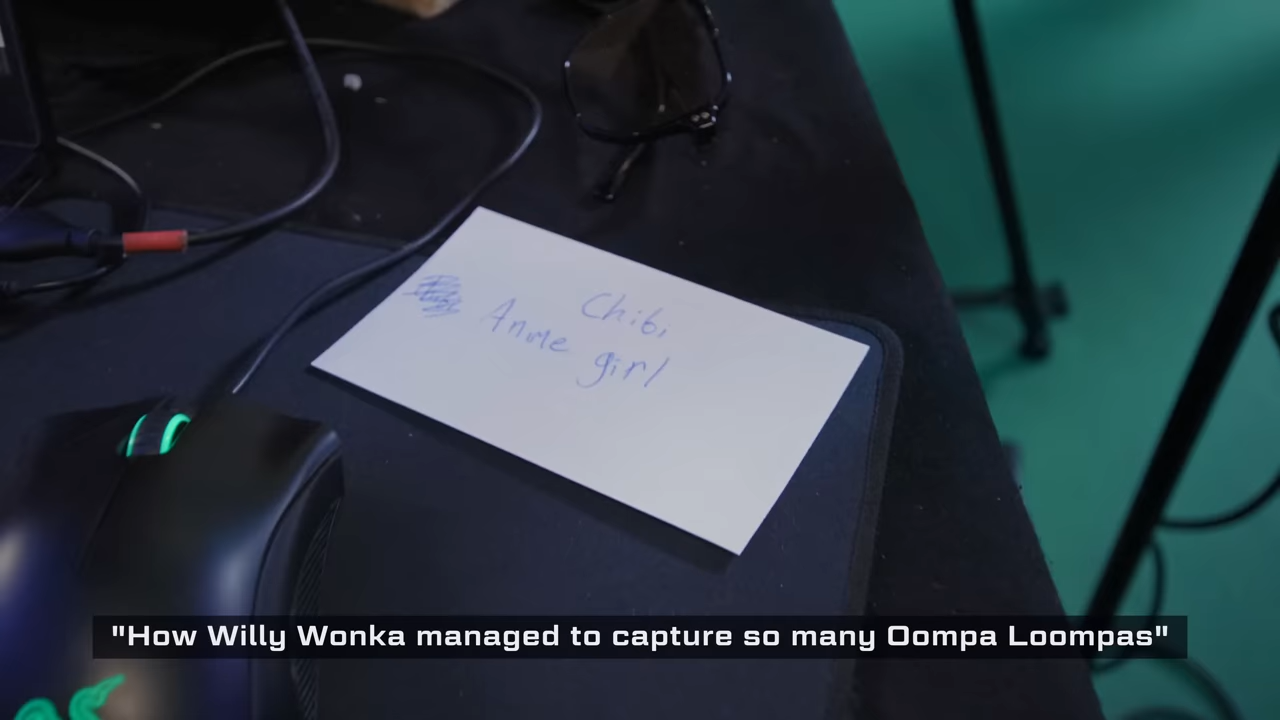 Chibi
Anime girl
"How Willy Wonka managed to capture so many Oompa Loompas"